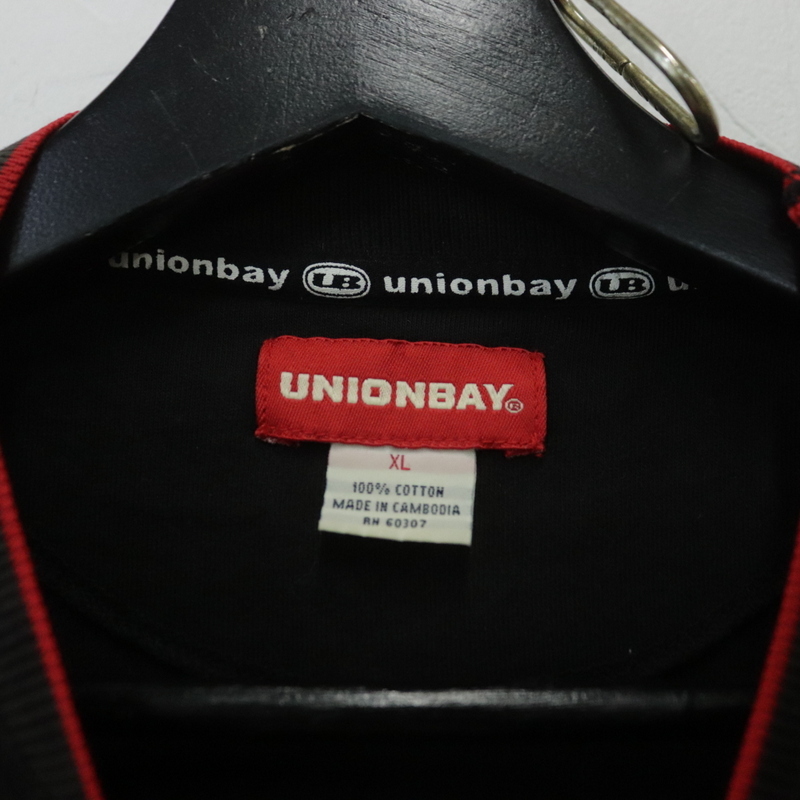 unionbay UB unionbay UB u
UNIONBAY
XL
100% COTTON
MADE IN CAMBODIA
RN 60307